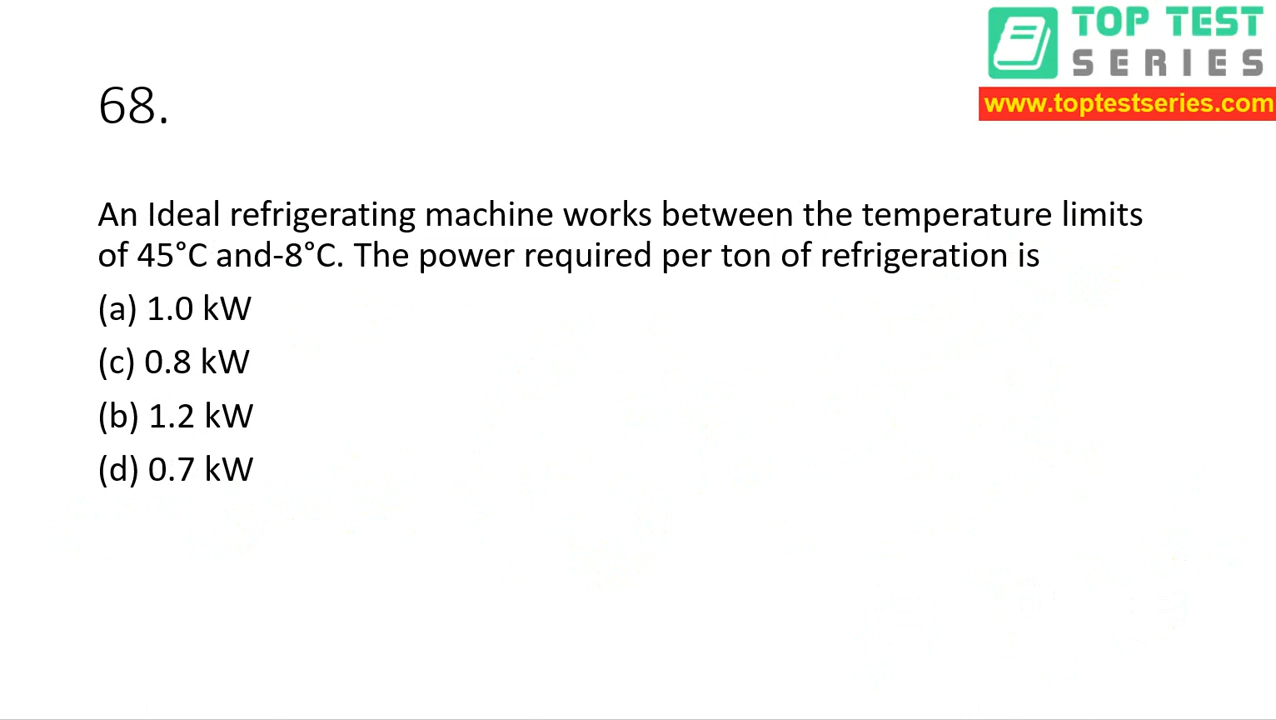 TOP TEST
SERIES
www.toptestseries.com
68.
An Ideal refrigerating machine works between the temperature limits
of 45°C and-8°C. The power required per ton of refrigeration is
(a) 1.0 kW
(c) 0.8 kW
(b) 1.2 kW
(d) 0.7 kW